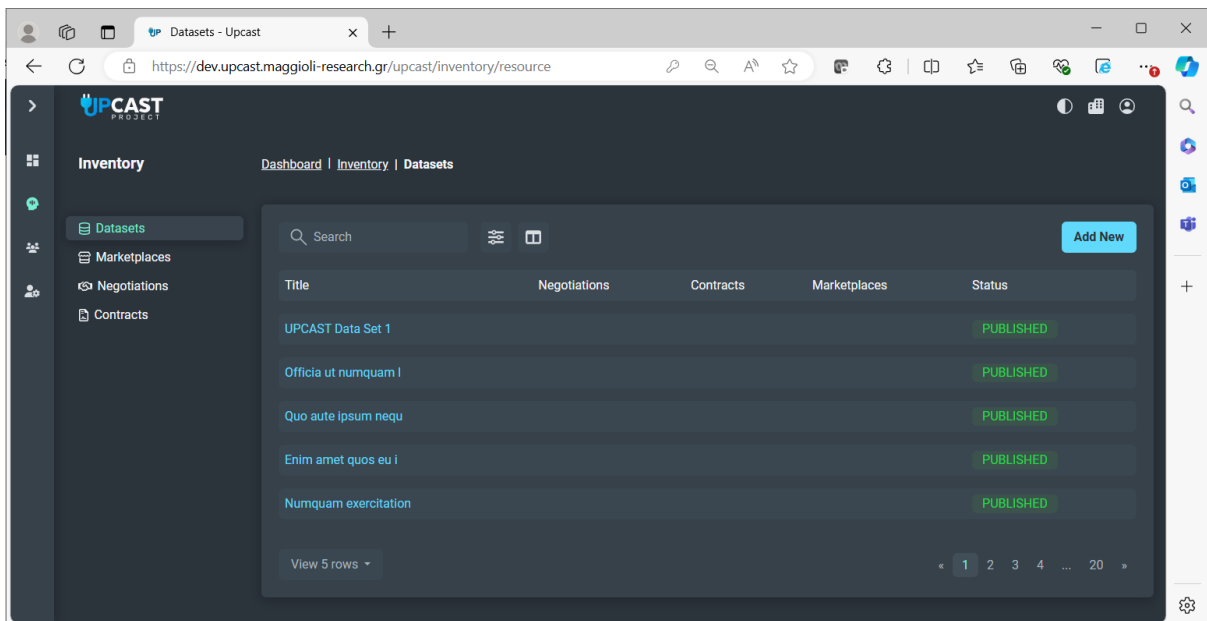 UP Datasets - Upcast
https://dev.upcast.maggioli-research.gr/upcast/inventory/resource
UPCAST
PROJECT
Inventory
Dashboard | Inventory | Datasets
Datasets
Marketplaces
Negotiations
Contracts
Search
Add New
Title Negotiations Contracts Marketplaces Status
UPCAST Data Set 1 PUBLISHED
Officia ut numquam l PUBLISHED
Quo aute ipsum nequ PUBLISHED
Enim amet quos eu i PUBLISHED
Numquam exercitation PUBLISHED
View 5 rows « 1 2 3 4 ... 20 »